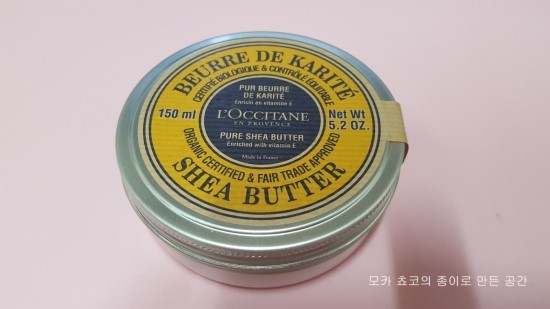 BEURRE DE KARITÉ
CERTIFIÉ BIOLOGIQUE & CONTRÔLE ÉQUITABLE
PUR BEURRE
DE KARITÉ
Enrichi en vitamine E
150 ml
L'OCCITANE
EN PROVENCE
Net Wt
5.2 OZ.
PURE SHEA BUTTER
Enriched with vitamin E
Made in France
ORGANIC CERTIFIED & FAIR TRADE APPROVED
SHEA BUTTER
모카 쵸코의 종이로 만든 공간